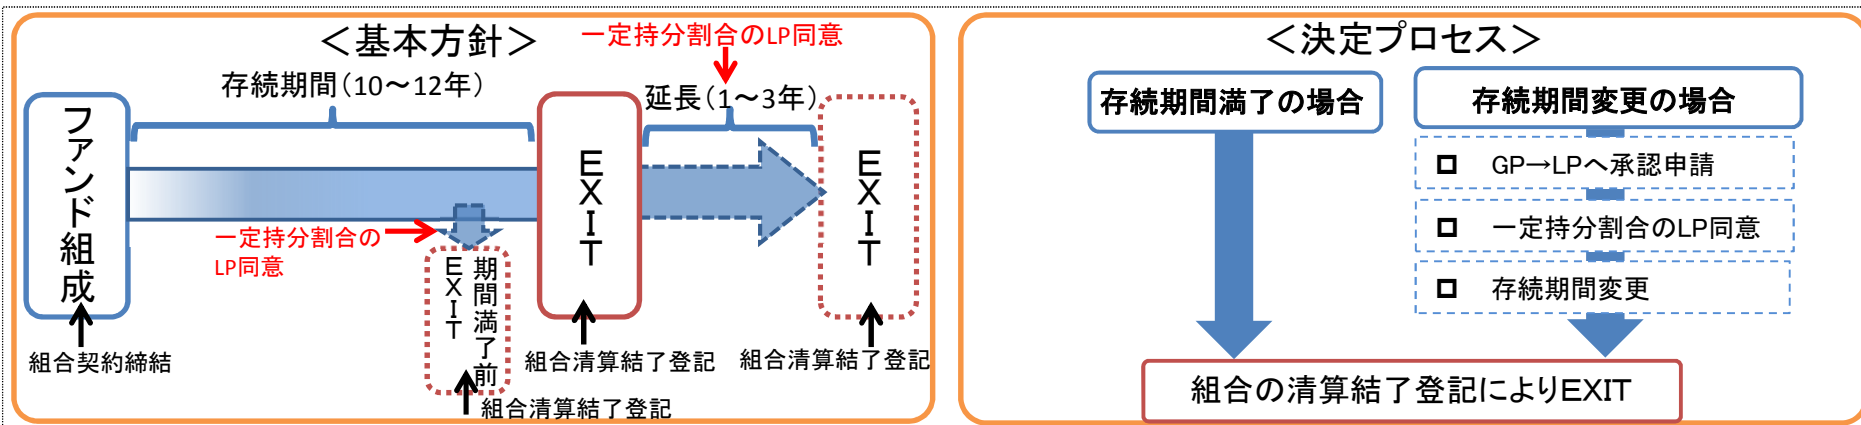 ＜基本方針＞
一定持分割合のLP同意
存続期間（10～12年）
延長（1～3年）
ファンド組成
EXIT
EXIT
一定持分割合の
LP同意
期間満了前
EXIT
組合契約締結
組合清算結了登記
組合清算結了登記
組合清算結了登記
＜決定プロセス＞
存続期間満了の場合
存続期間変更の場合
□ GP→LPへ承認申請
□ 一定持分割合のLP同意
□ 存続期間変更
組合の清算結了登記によりEXIT